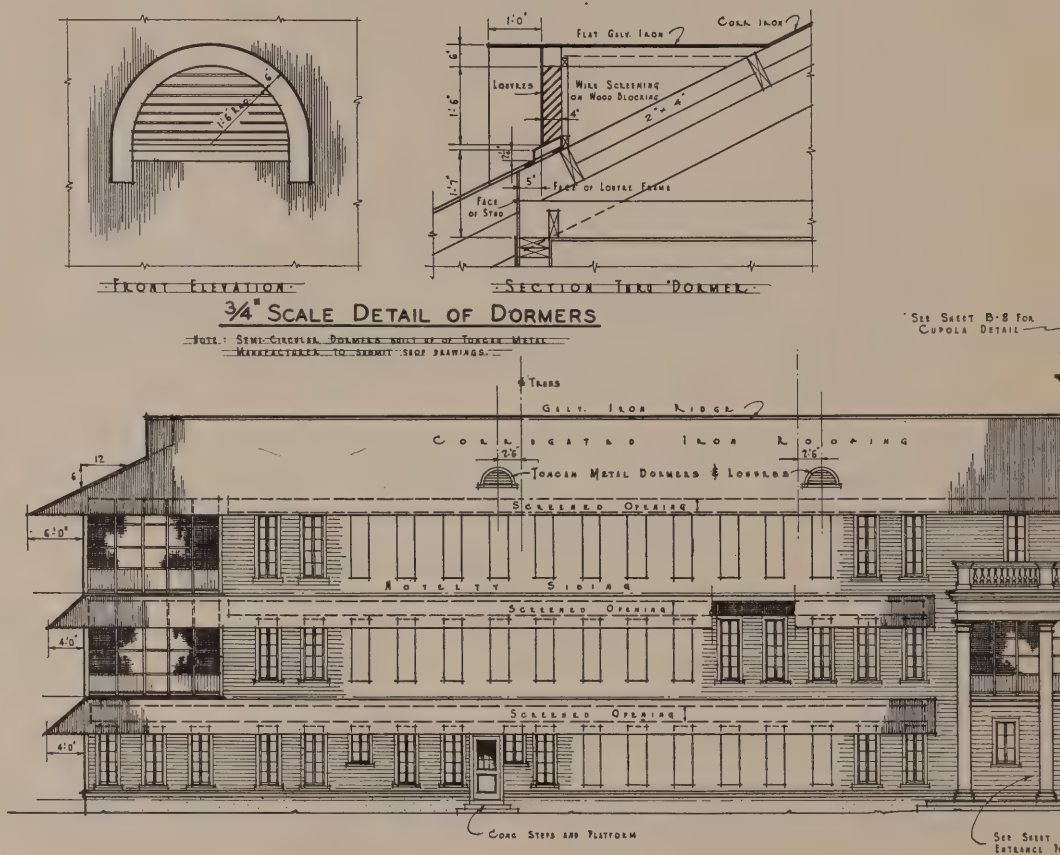 1'-6" RAD.
6"
FRONT ELEVATION
1'-0"
FLAT GALV. IRON
CORR. IRON
6"
LOUVRES
WIRE SCREENING
ON WOOD BLOCKING
1'-6"
4"
2" x 4"
5"
FACE OF LOUVRE FRAME
1'-7"
FACE
OF STUD
SECTION THRU DORMER
3/4" SCALE DETAIL OF DORMERS
NOTE: SEMI-CIRCULAR DORMERS BUILT UP OF TONCAN METAL
MANUFACTURER TO SUBMIT SHOP DRAWINGS.
SEE SHEET B-8 FOR
CUPOLA DETAIL
TRUSS
GALV. IRON RIDGE
CORRUGATED IRON ROOFING
12
6
2'-6"
2'-6"
TONCAN METAL DORMERS & LOUVRES
SCREENED OPENING
6'-0"
NOVELTY SIDING
SCREENED OPENING
4'-0"
SCREENED OPENING
4'-0"
CONC STEPS AND PLATFORM
SEE SHEET
ENTRANCE